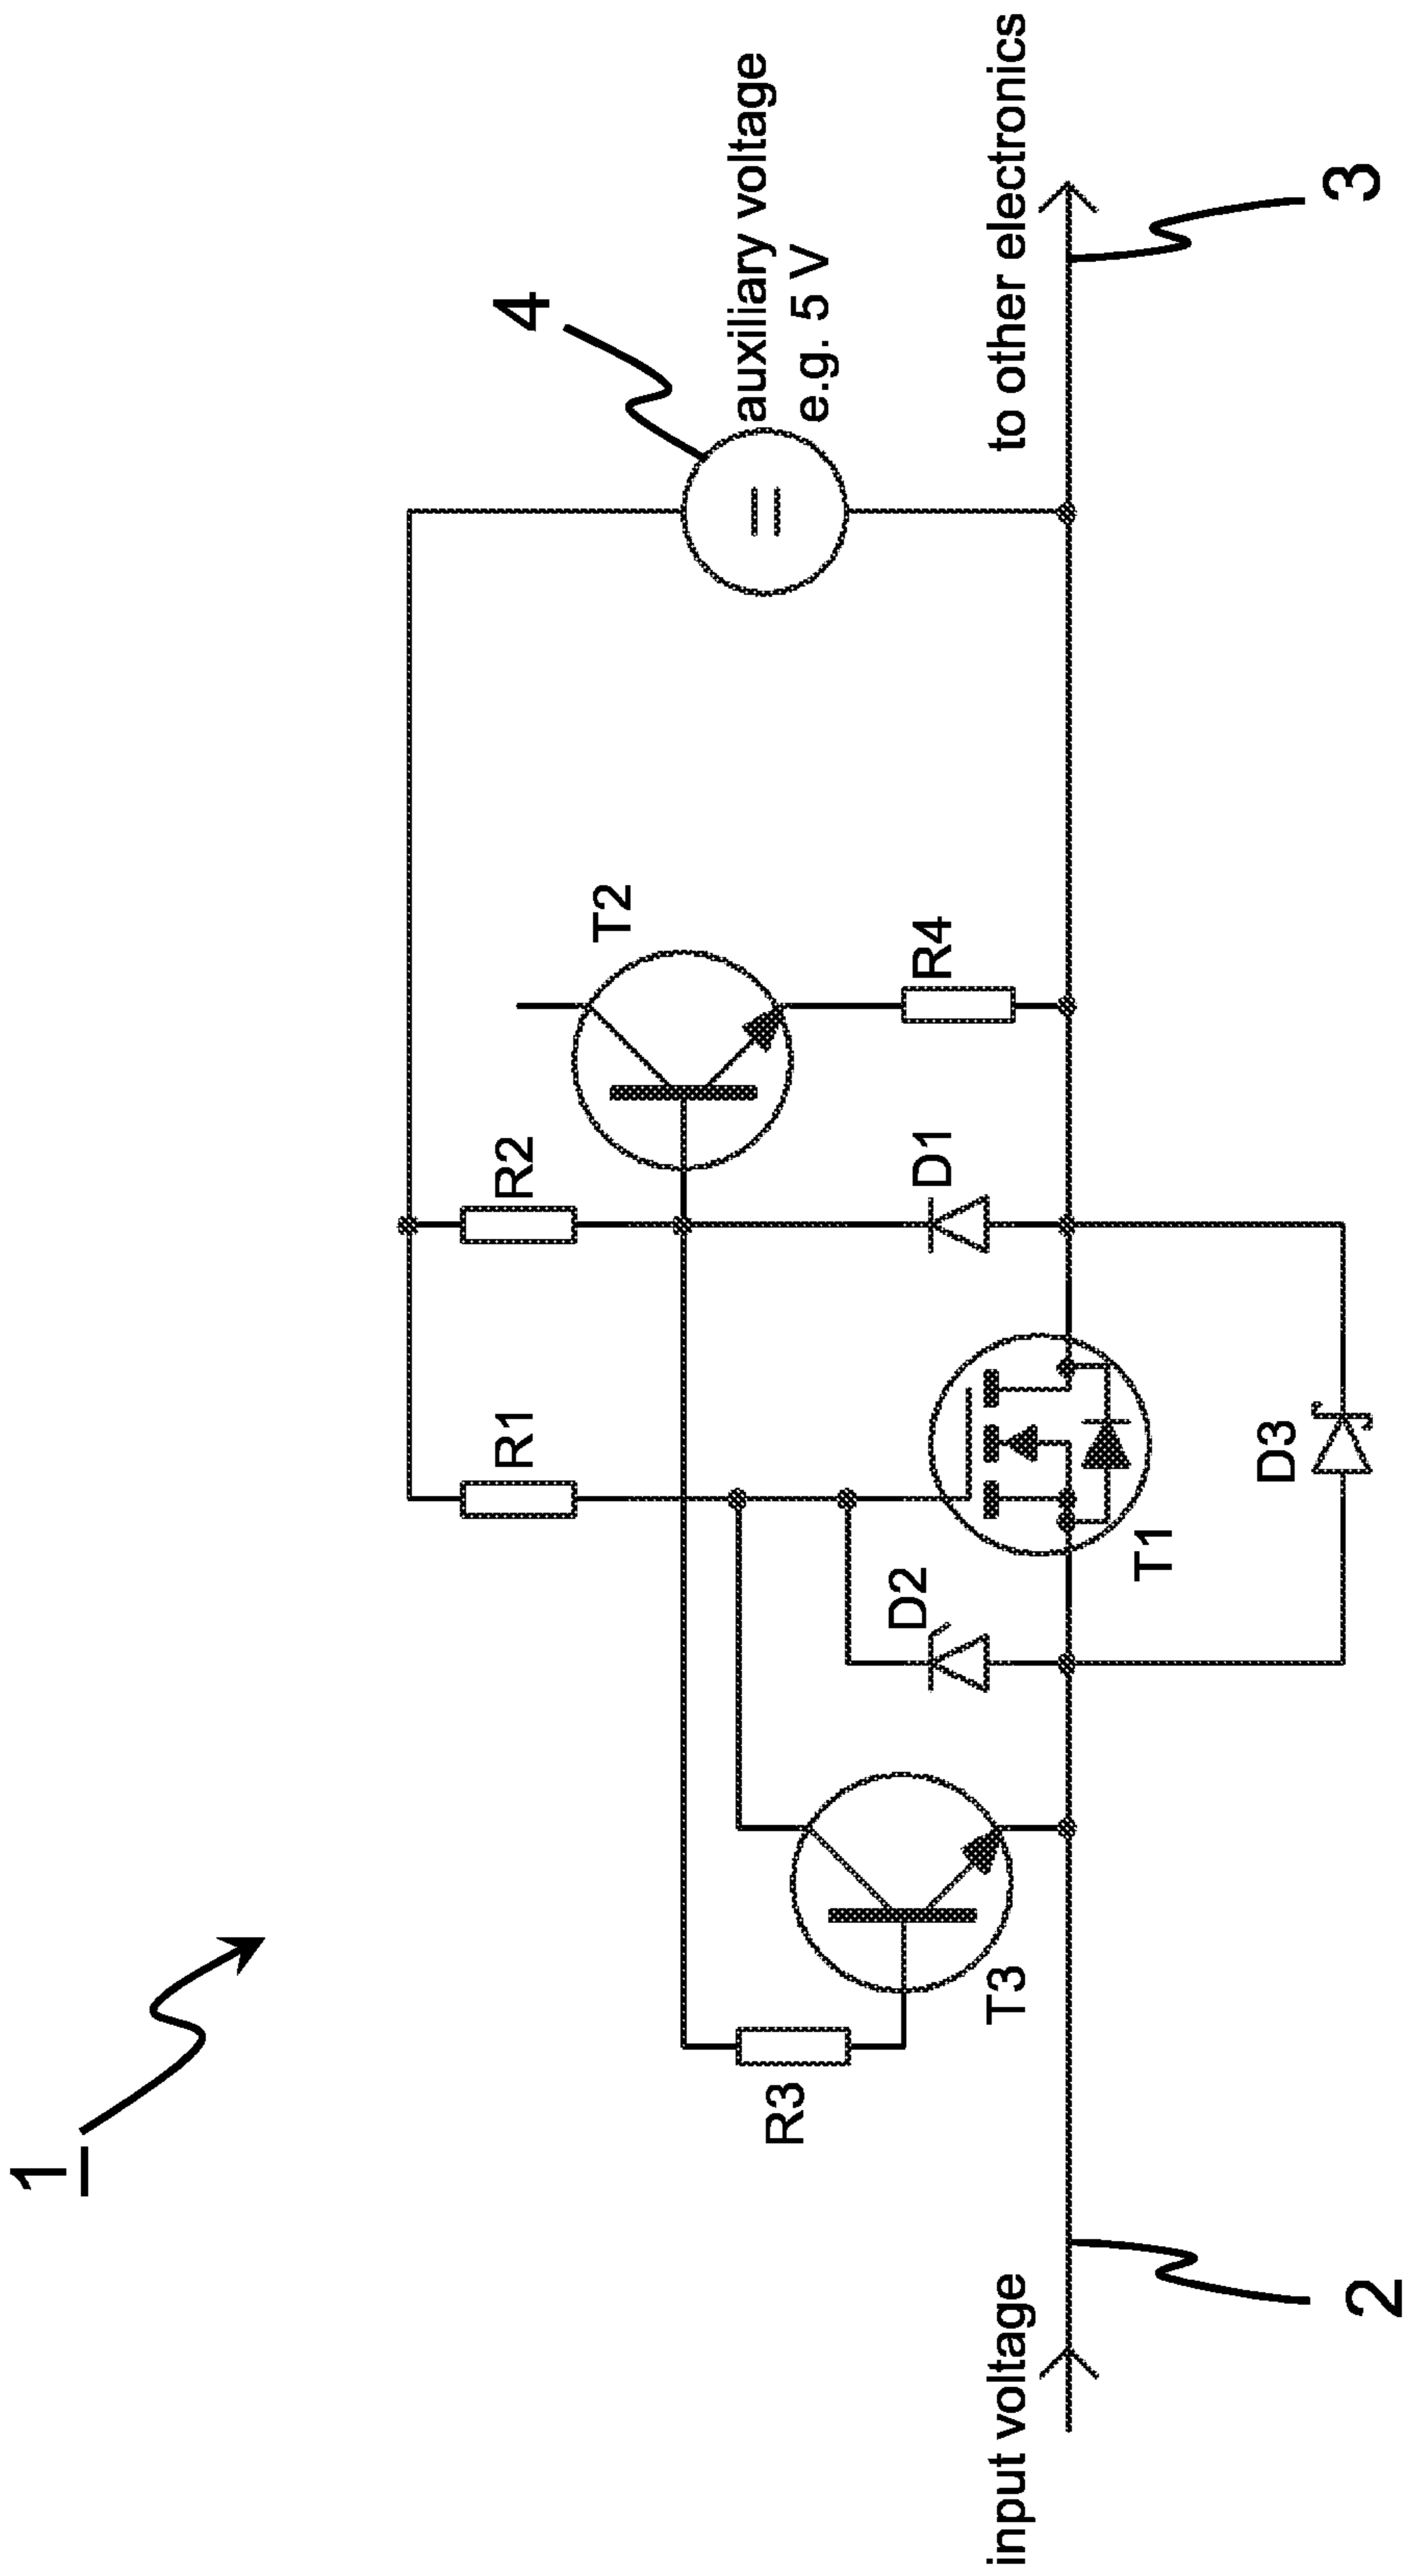 1
4
auxiliary voltage
e.g. 5 V
T2
R2
R1
R4
D1
D2
T3
R3
T1
D3
input voltage
to other electronics
2
3